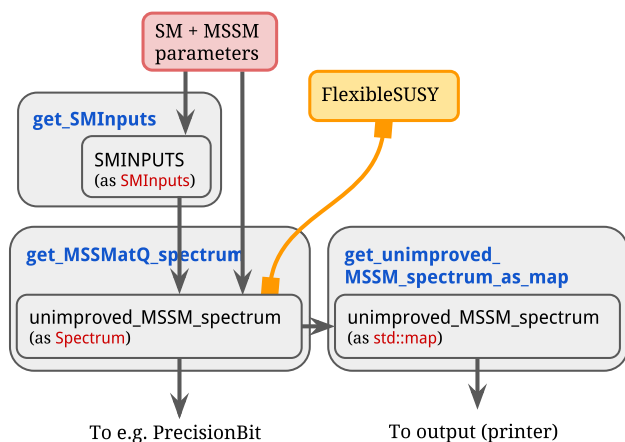 SM + MSSM
parameters
FlexibleSUSY
get_SMInputs
SMINPUTS
(as SMInputs)
get_MSSMatQ_spectrum
unimproved_MSSM_spectrum
(as Spectrum)
get_unimproved_
MSSM_spectrum_as_map
unimproved_MSSM_spectrum
(as std::map)
To e.g. PrecisionBit
To output (printer)